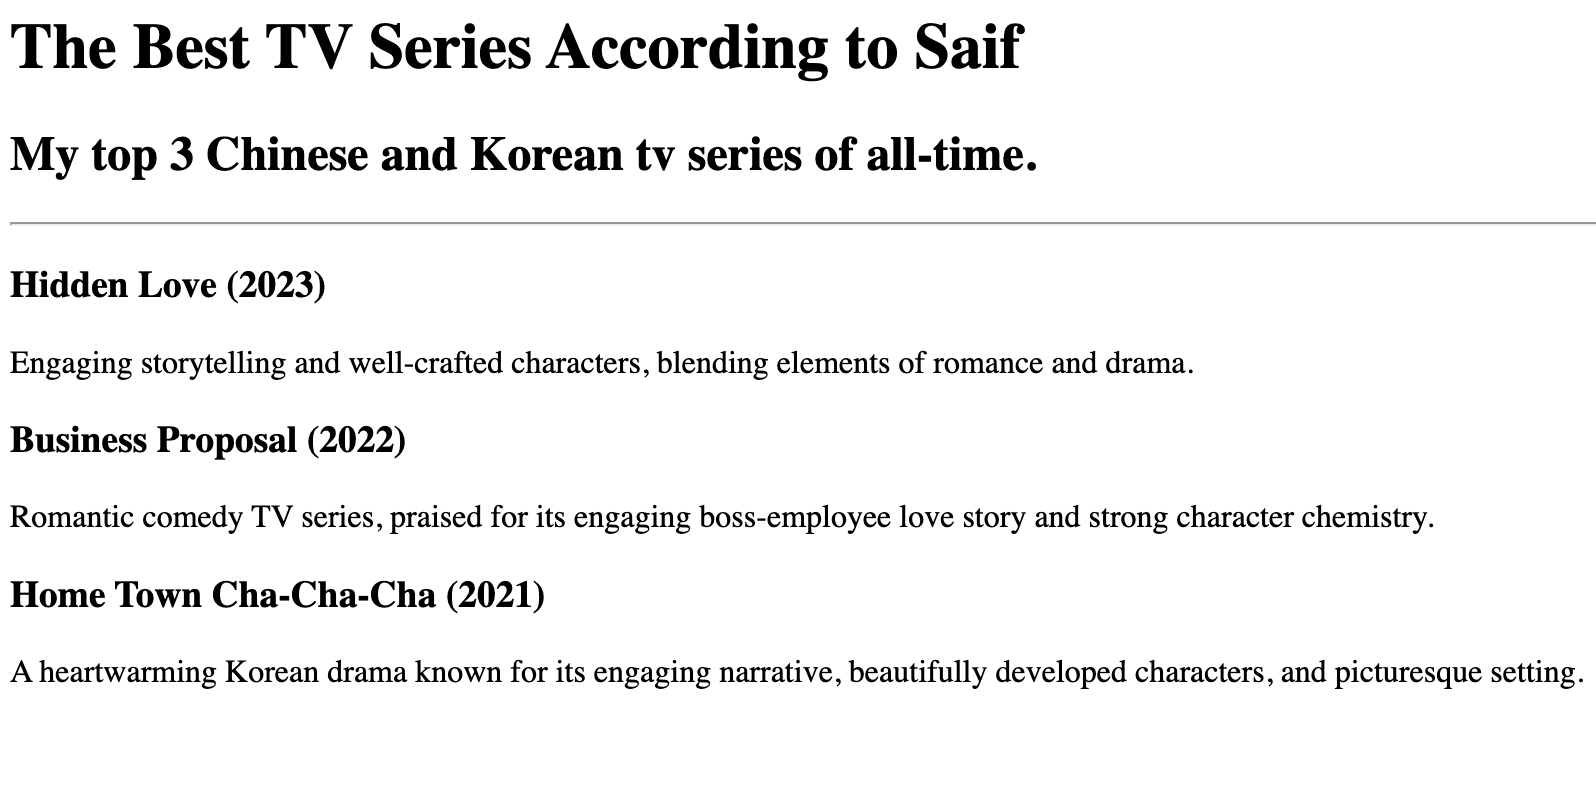 The Best TV Series According to Saif
My top 3 Chinese and Korean tv series of all-time.
Hidden Love (2023)
Engaging storytelling and well-crafted characters, blending elements of romance and drama.
Business Proposal (2022)
Romantic comedy TV series, praised for its engaging boss-employee love story and strong character chemistry.
Home Town Cha-Cha-Cha (2021)
A heartwarming Korean drama known for its engaging narrative, beautifully developed characters, and picturesque setting.